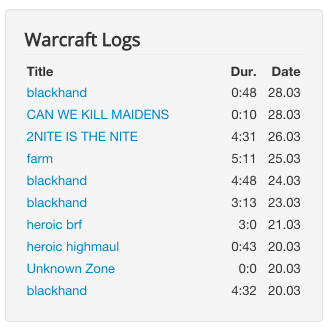 Warcraft Logs
Title Dur. Date
blackhand 0:48 28.03
CAN WE KILL MAIDENS 0:10 28.03
2NITE IS THE NITE 4:31 26.03
farm 5:11 25.03
blackhand 4:48 24.03
blackhand 3:13 23.03
heroic brf 3:0 21.03
heroic highmaul 0:43 20.03
Unknown Zone 0:0 20.03
blackhand 4:32 20.03